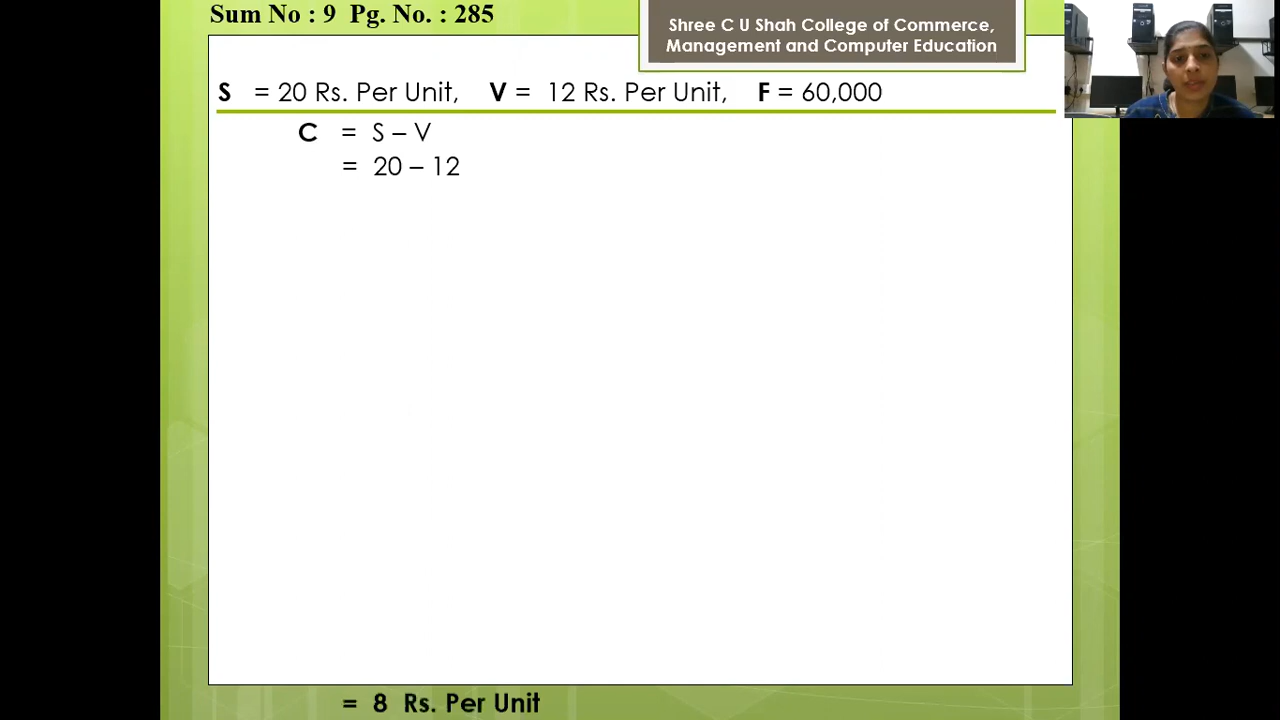 Sum No : 9 Pg. No. : 285
Shree C U Shah College of Commerce,
Management and Computer Education
S = 20 Rs. Per Unit, V = 12 Rs. Per Unit, F = 60,000
C = S – V
= 20 – 12
= 8 Rs. Per Unit